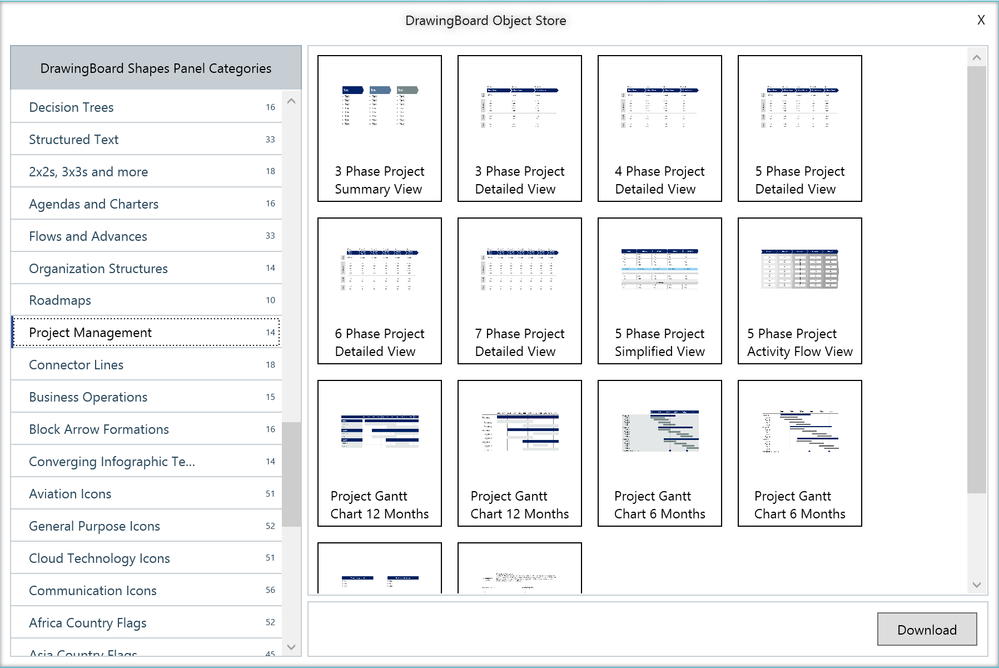 DrawingBoard Object Store
X
DrawingBoard Shapes Panel Categories
Decision Trees 16
Structured Text 33
2x2s, 3x3s and more 18
Agendas and Charters 16
Flows and Advances 33
Organization Structures 14
Roadmaps 10
Project Management 14
Connector Lines 18
Business Operations 15
Block Arrow Formations 16
Converging Infographic Te... 14
Aviation Icons 51
General Purpose Icons 52
Cloud Technology Icons 51
Communication Icons 56
Africa Country Flags 52
Asia Country Flags 45
Text Text Text
3 Phase Project
Summary View
3 Phase Project
Detailed View
4 Phase Project
Detailed View
5 Phase Project
Detailed View
6 Phase Project
Detailed View
7 Phase Project
Detailed View
5 Phase Project
Simplified View
5 Phase Project
Activity Flow View
Project Gantt
Chart 12 Months
Project Gantt
Chart 12 Months
Project Gantt
Chart 6 Months
Project Gantt
Chart 6 Months
Download